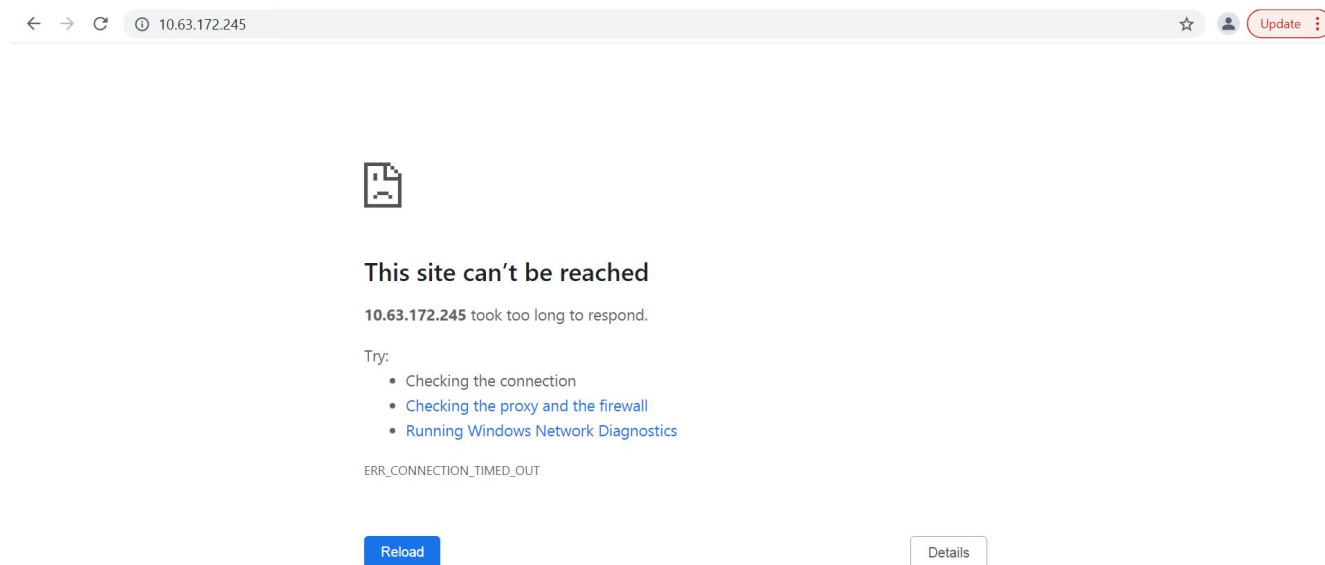 10.63.172.245
Update
This site can’t be reached
10.63.172.245 took too long to respond.
Try:
Checking the connection
Checking the proxy and the firewall
Running Windows Network Diagnostics
ERR_CONNECTION_TIMED_OUT
Reload
Details